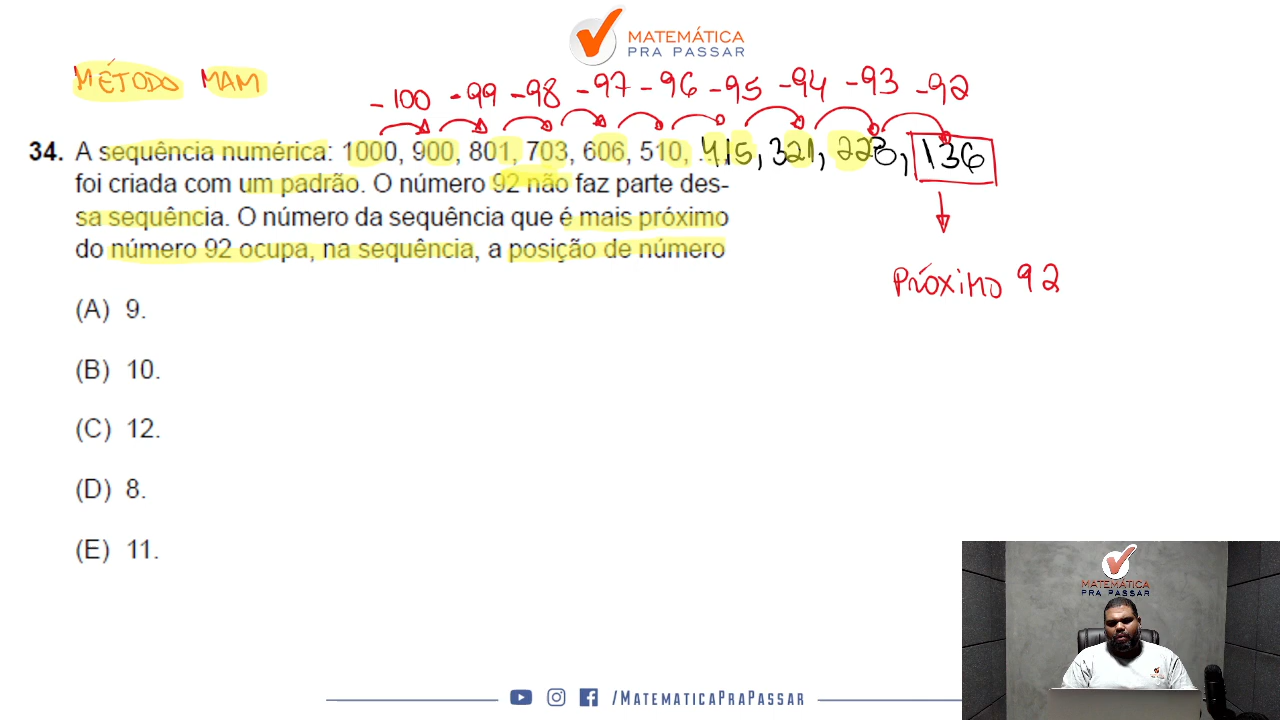 MATEMÁTICA
PRA PASSAR
MÉTODO MAM
-100 -99 -98 -97 -96 -95 -94 -93 -92
34. A sequência numérica: 1000, 900, 801, 703, 606, 510, 415, 321, 228, 136
foi criada com um padrão. O número 92 não faz parte des-
sa sequência. O número da sequência que é mais próximo
do número 92 ocupa, na sequência, a posição de número
PRÓXIMO 92
(A) 9.
(B) 10.
(C) 12.
(D) 8.
(E) 11.
MATEMÁTICA
PRA PASSAR
/MATEMATICAPRAPASSAR